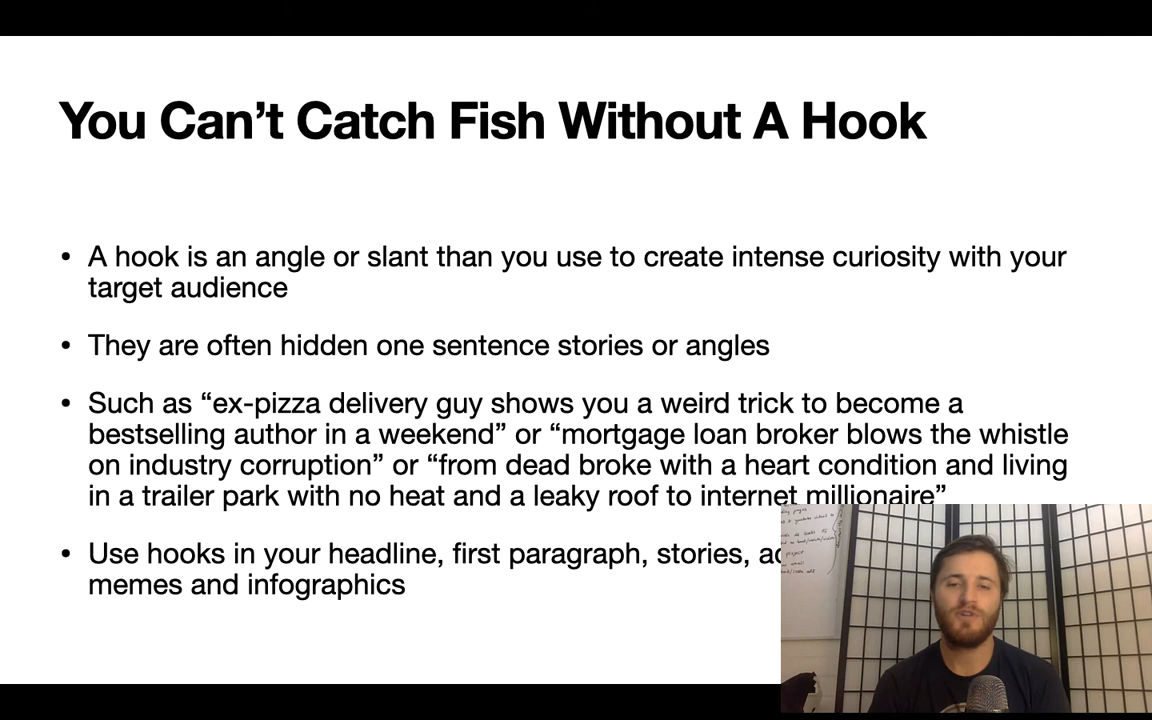 You Can’t Catch Fish Without A Hook
• A hook is an angle or slant than you use to create intense curiosity with your
target audience
• They are often hidden one sentence stories or angles
• Such as “ex-pizza delivery guy shows you a weird trick to become a
bestselling author in a weekend” or “mortgage loan broker blows the whistle
on industry corruption” or “from dead broke with a heart condition and living
in a trailer park with no heat and a leaky roof to internet millionaire”
• Use hooks in your headline, first paragraph, stories,
memes and infographics
project